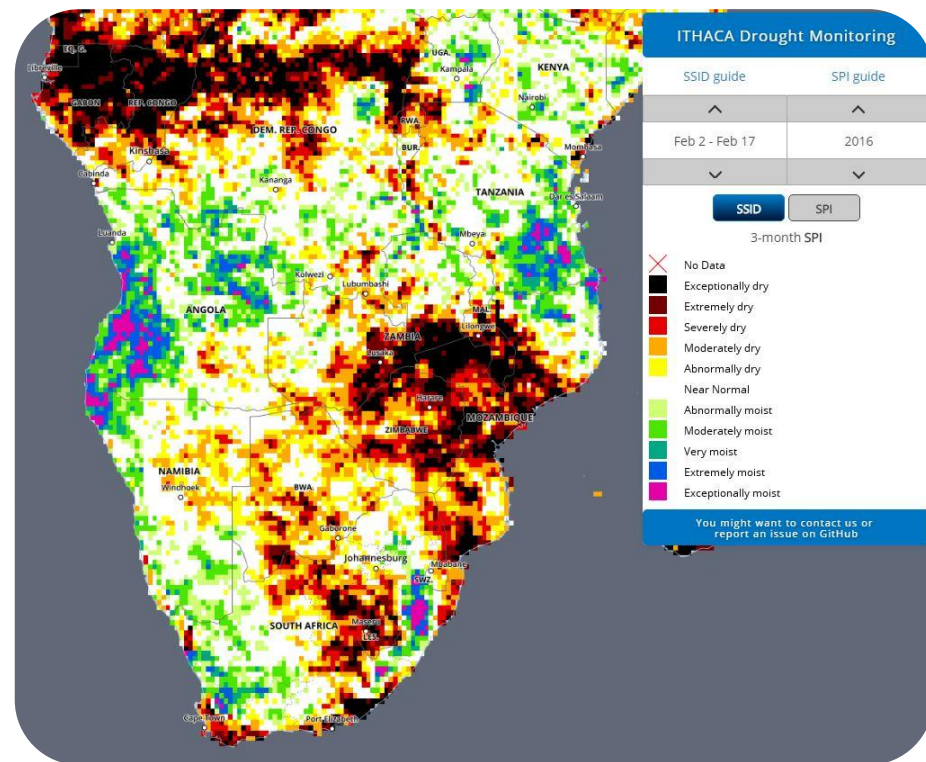 EQ. G.
Libreville
GABON
REP. CONGO
UGA.
Kampala
KENYA
Nairobi
DEM. REP. CONGO
RWA.
BUR.
Kinshasa
Mombasa
Cabinda
Kananga
TANZANIA
Dar es Salaam
Luanda
Mbeya
Kolwezi
Lubumbashi
ANGOLA
MAL.
Lilongwe
ZAMBIA
Lusaka
Harare
MOZAMBIQUE
ZIMBABWE
NAMIBIA
Windhoek
BWA.
Gaborone
Johannesburg
Mbabane
SWZ.
SOUTH AFRICA
Maseru
LES.
Cape Town
Port Elizabeth
ITHACA Drought Monitoring
SSID guide SPI guide
Feb 2 - Feb 17 2016
SSID SPI
3-month SPI
No Data
Exceptionally dry
Extremely dry
Severely dry
Moderately dry
Abnormally dry
Near Normal
Abnormally moist
Moderately moist
Very moist
Extremely moist
Exceptionally moist
You might want to contact us or
report an issue on GitHub